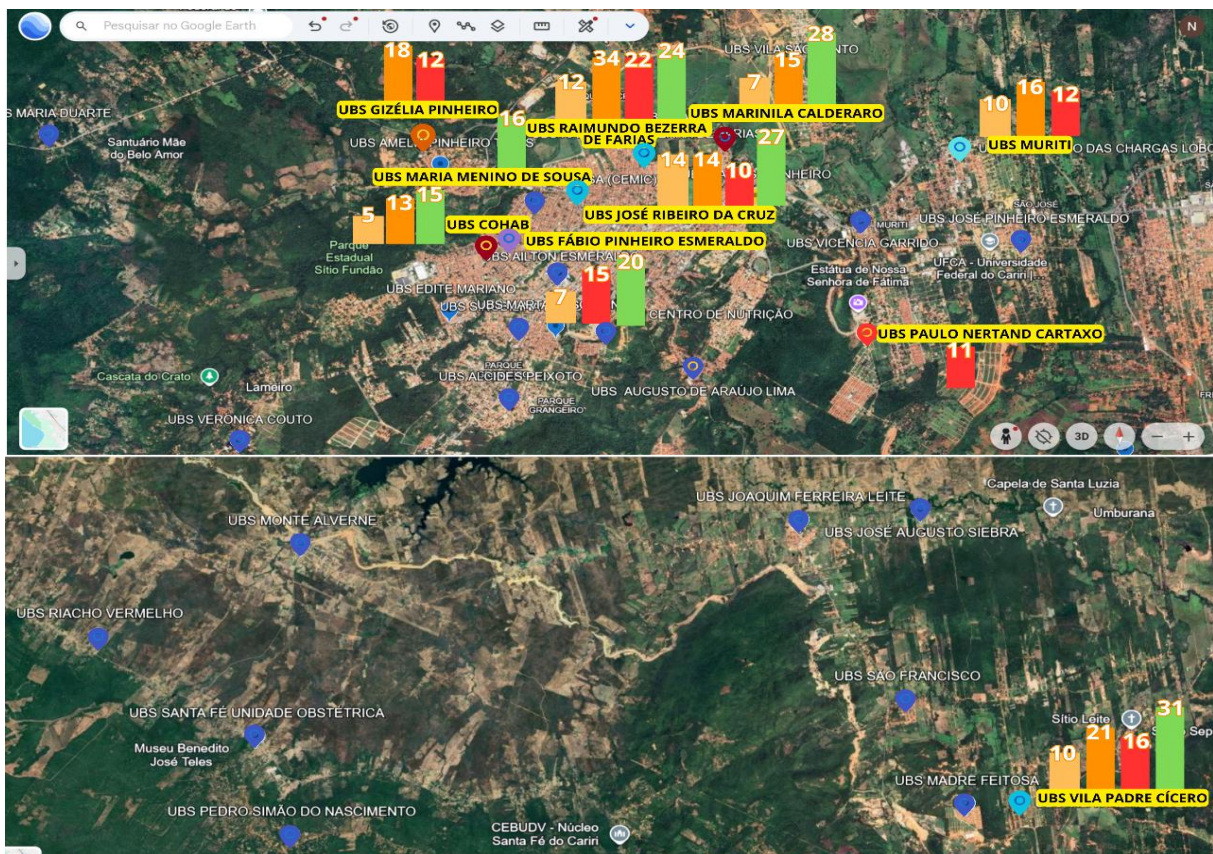 Pesquisar no Google Earth
N
18
12
UBS GIZÉLIA PINHEIRO
12
34
22
24
UBS RAIMUNDO BEZERRA
DE FARIAS
7
15
28
UBS MARINILA CALDERARO
10
16
12
UBS MURITI
S MARIA DUARTE
Santuário Mãe
do Belo Amor
16
UBS MARIA MENINO DE SOUSA
14
14
10
27
UBS JOSÉ RIBEIRO DA CRUZ
5
13
15
UBS COHAB
UBS FÁBIO PINHEIRO ESMERALDO
Parque
Estadual
Sítio Fundão
SÃO JOSÉ
UBS JOSÉ PINHEIRO ESMERALDO
MURITI
UBS VICÊNCIA GARRIDO
UFCA - Universidade
Federal do Cariri |
Estátua de Nossa
Senhora de Fátima
UBS EDITE MARIANO
7
15
20
CENTRO DE NUTRIÇÃO
UBS PAULO NERTAND CARTAXO
11
Cascata do Crato
Lameiro
PARQUE
UBS ALCIDES PEIXOTO
PARQUE
GRANGEIRO
UBS AUGUSTO DE ARAÚJO LIMA
UBS VERÔNICA COUTO
3D
UBS MONTE ALVERNE
UBS JOAQUIM FERREIRA LEITE
Capela de Santa Luzia
Umburana
UBS JOSÉ AUGUSTO SIEBRA
UBS RIACHO VERMELHO
UBS SÃO FRANCISCO
UBS SANTA FÉ UNIDADE OBSTÉTRICA
Museu Benedito
José Teles
Sítio Leite
10
21
16
31
UBS MADRE FEITOSA
UBS VILA PADRE CÍCERO
UBS PEDRO SIMÃO DO NASCIMENTO
CEBUDV - Núcleo
Santa Fé do Cariri